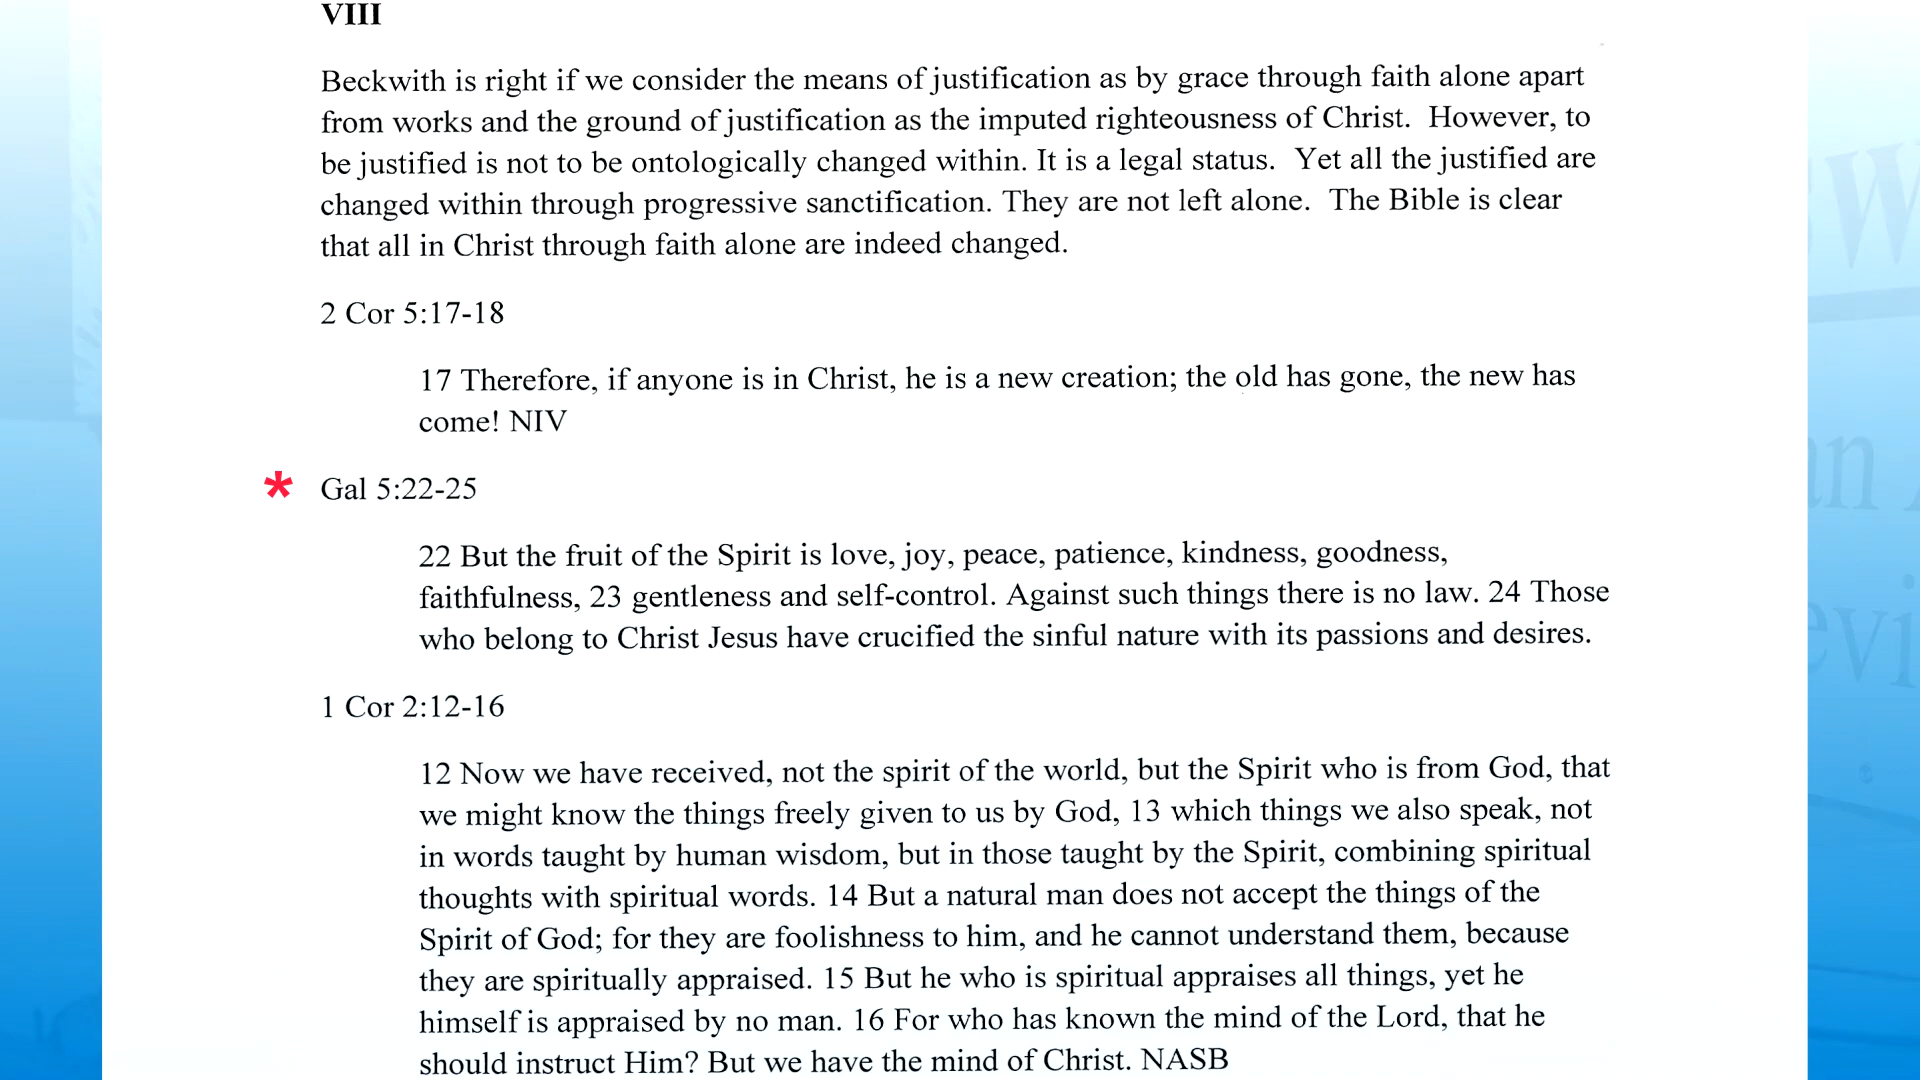 VIII
Beckwith is right if we consider the means of justification as by grace through faith alone apart
from works and the ground of justification as the imputed righteousness of Christ. However, to
be justified is not to be ontologically changed within. It is a legal status. Yet all the justified are
changed within through progressive sanctification. They are not left alone. The Bible is clear
that all in Christ through faith alone are indeed changed.
2 Cor 5:17-18
17 Therefore, if anyone is in Christ, he is a new creation; the old has gone, the new has
come! NIV
* Gal 5:22-25
22 But the fruit of the Spirit is love, joy, peace, patience, kindness, goodness,
faithfulness, 23 gentleness and self-control. Against such things there is no law. 24 Those
who belong to Christ Jesus have crucified the sinful nature with its passions and desires.
1 Cor 2:12-16
12 Now we have received, not the spirit of the world, but the Spirit who is from God, that
we might know the things freely given to us by God, 13 which things we also speak, not
in words taught by human wisdom, but in those taught by the Spirit, combining spiritual
thoughts with spiritual words. 14 But a natural man does not accept the things of the
Spirit of God; for they are foolishness to him, and he cannot understand them, because
they are spiritually appraised. 15 But he who is spiritual appraises all things, yet he
himself is appraised by no man. 16 For who has known the mind of the Lord, that he
should instruct Him? But we have the mind of Christ. NASB